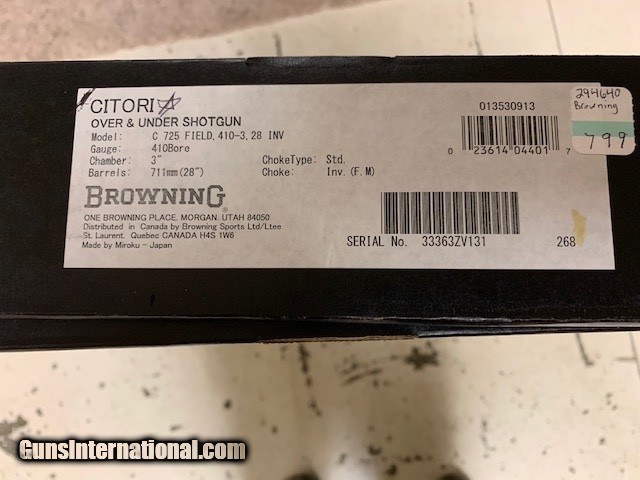 CITORI
OVER & UNDER SHOTGUN
Model: C 725 FIELD, 410-3, 28 INV
Gauge: 410Bore
Chamber: 3" ChokeType: Std.
Barrels: 711mm(28") Choke: Inv.(F.M)
BROWNING
ONE BROWNING PLACE. MORGAN. UTAH 84050
Distributed in Canada by Browning Sports Ltd/Ltee
St. Laurent. Quebec CANADA H4S 1W6
Made by Miroku - Japan
013530913
0 23614 04401 7
SERIAL No. 33363ZV131 268
294640
Browning
799
GunsInternational.com